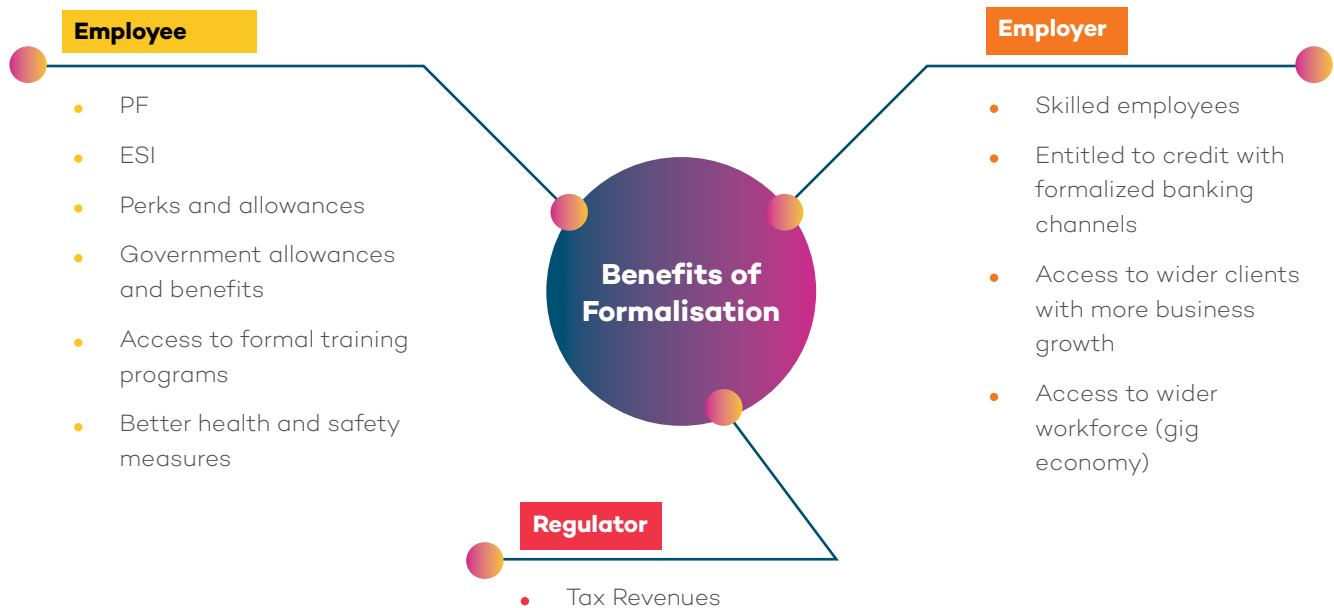 Employee
PF
ESI
Perks and allowances
Government allowances
and benefits
Access to formal training
programs
Better health and safety
measures
Benefits of
Formalisation
Employer
Skilled employees
Entitled to credit with
formalized banking
channels
Access to wider clients
with more business
growth
Access to wider
workforce (gig
economy)
Regulator
Tax Revenues